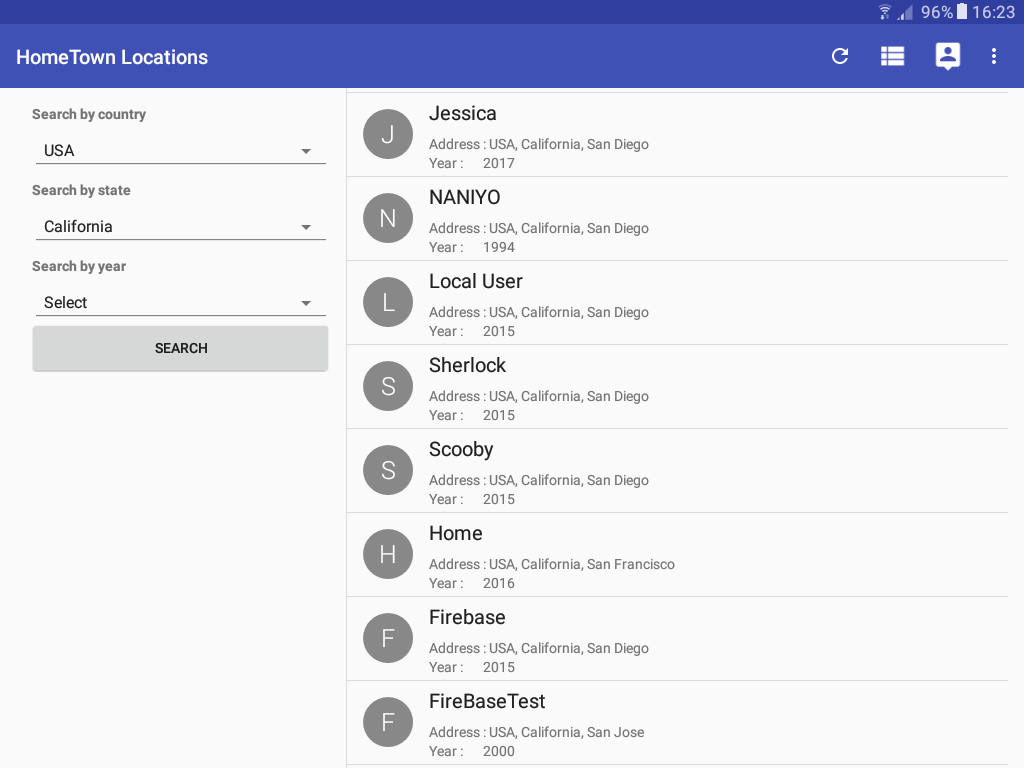 96% 16:23
HomeTown Locations
Search by country
USA
Search by state
California
Search by year
Select
SEARCH
J
Jessica
Address : USA, California, San Diego
Year : 2017
N
NANIYO
Address : USA, California, San Diego
Year : 1994
L
Local User
Address : USA, California, San Diego
Year : 2015
S
Sherlock
Address : USA, California, San Diego
Year : 2015
S
Scooby
Address : USA, California, San Diego
Year : 2015
H
Home
Address : USA, California, San Francisco
Year : 2016
F
Firebase
Address : USA, California, San Diego
Year : 2015
F
FireBaseTest
Address : USA, California, San Jose
Year : 2000